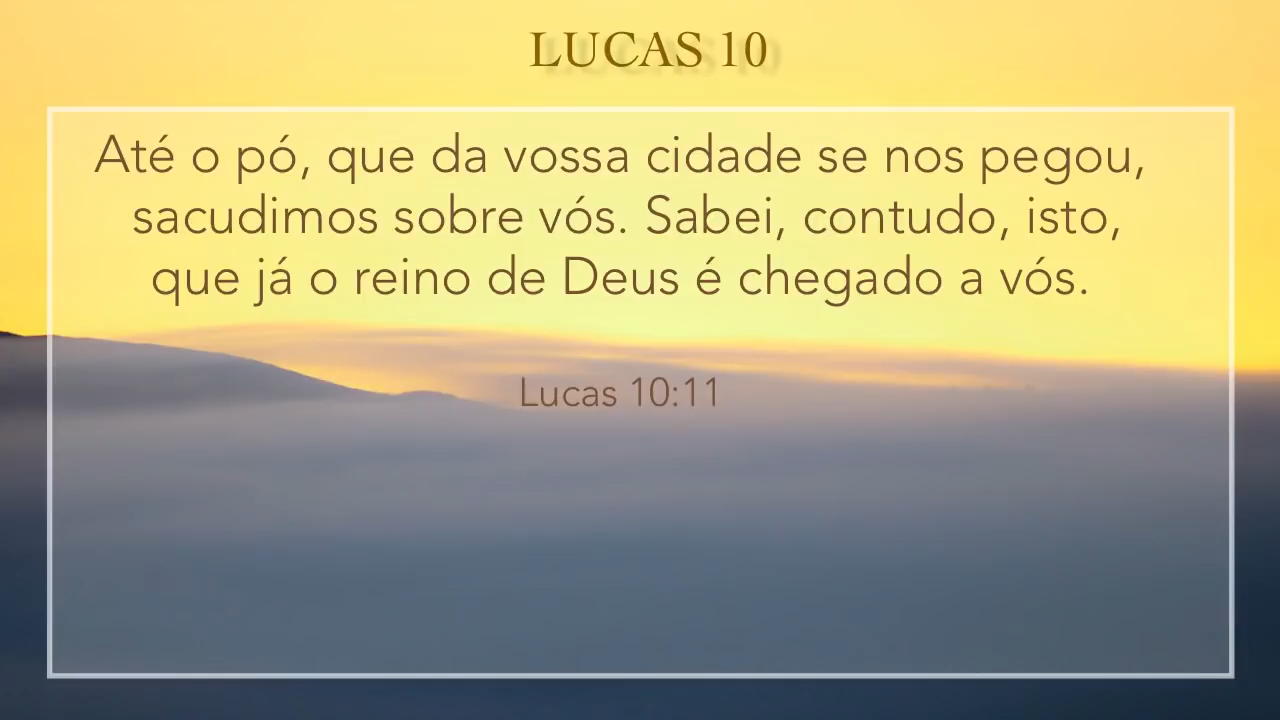 LUCAS 10
Até o pó, que da vossa cidade se nos pegou,
sacudimos sobre vós. Sabei, contudo, isto,
que já o reino de Deus é chegado a vós.
Lucas 10:11